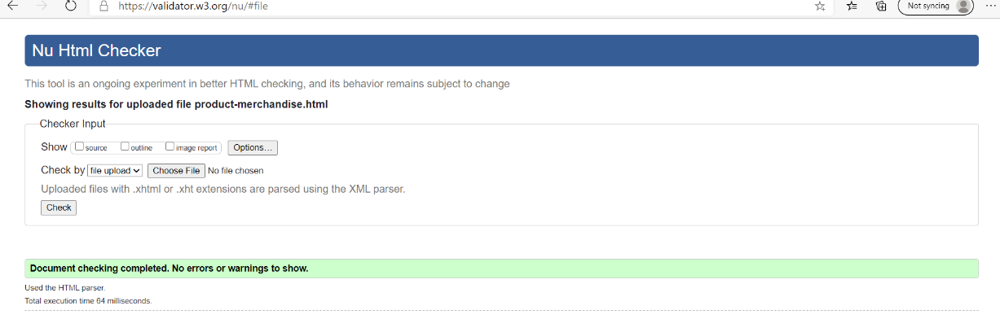 https://validator.w3.org/nu/#file
Not syncing
Nu Html Checker
This tool is an ongoing experiment in better HTML checking, and its behavior remains subject to change
Showing results for uploaded file product-merchandise.html
Checker Input
Show source outline image report Options...
Check by file upload Choose File No file chosen
Uploaded files with .xhtml or .xht extensions are parsed using the XML parser.
Check
Document checking completed. No errors or warnings to show.
Used the HTML parser.
Total execution time 64 milliseconds.